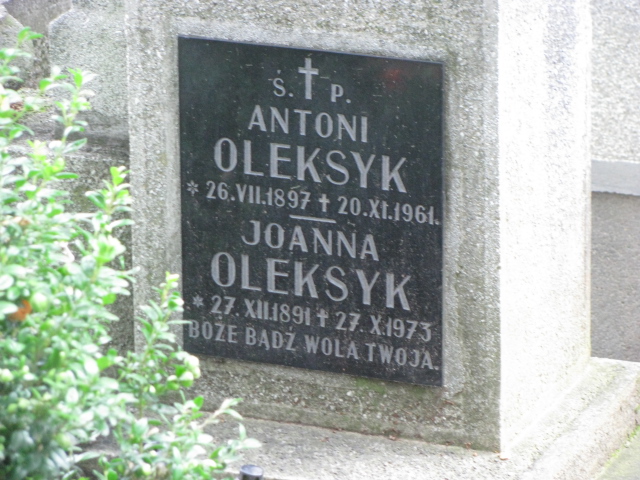 Ś. † P.
ANTONI
OLEKSYK
* 26.VII.1897 † 20.XI.1961.
JOANNA
OLEKSYK
* 27.XII.1891 † 27.X.1973
BOŻE BĄDŹ WOLA TWOJA.